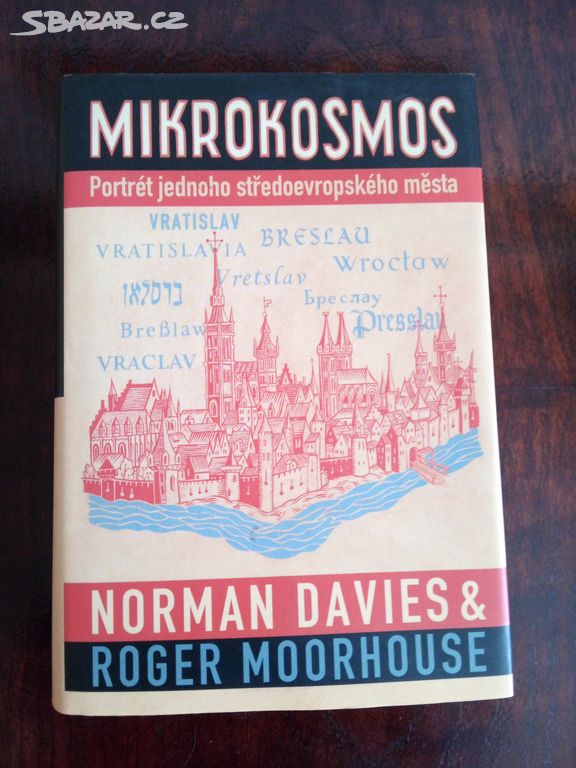 SBAZAR.CZ
MIKROKOSMOS
Portrét jednoho středoevropského města
VRATISLAV
VRATISLAVIA
BRESLAU
Vretslav
Wrocław
ברסלאו
Бреслау
Breßlaw
Presslau
VRACLAV
NORMAN DAVIES &
ROGER MOORHOUSE